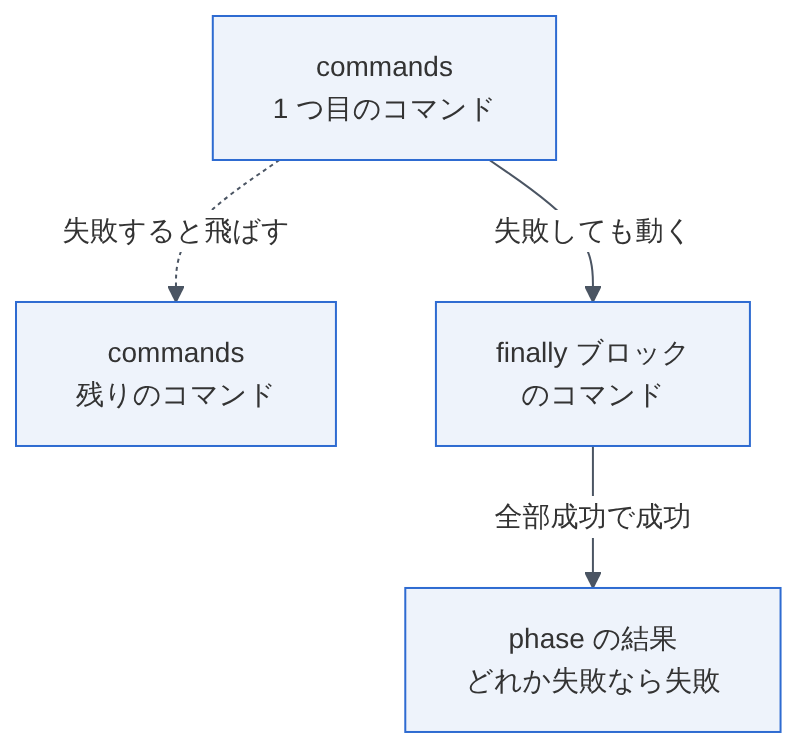 commands
1 つ目のコマンド
失敗すると飛ばす
失敗しても動く
commands
残りのコマンド
finally ブロック
のコマンド
全部成功で成功
phase の結果
どれか失敗なら失敗